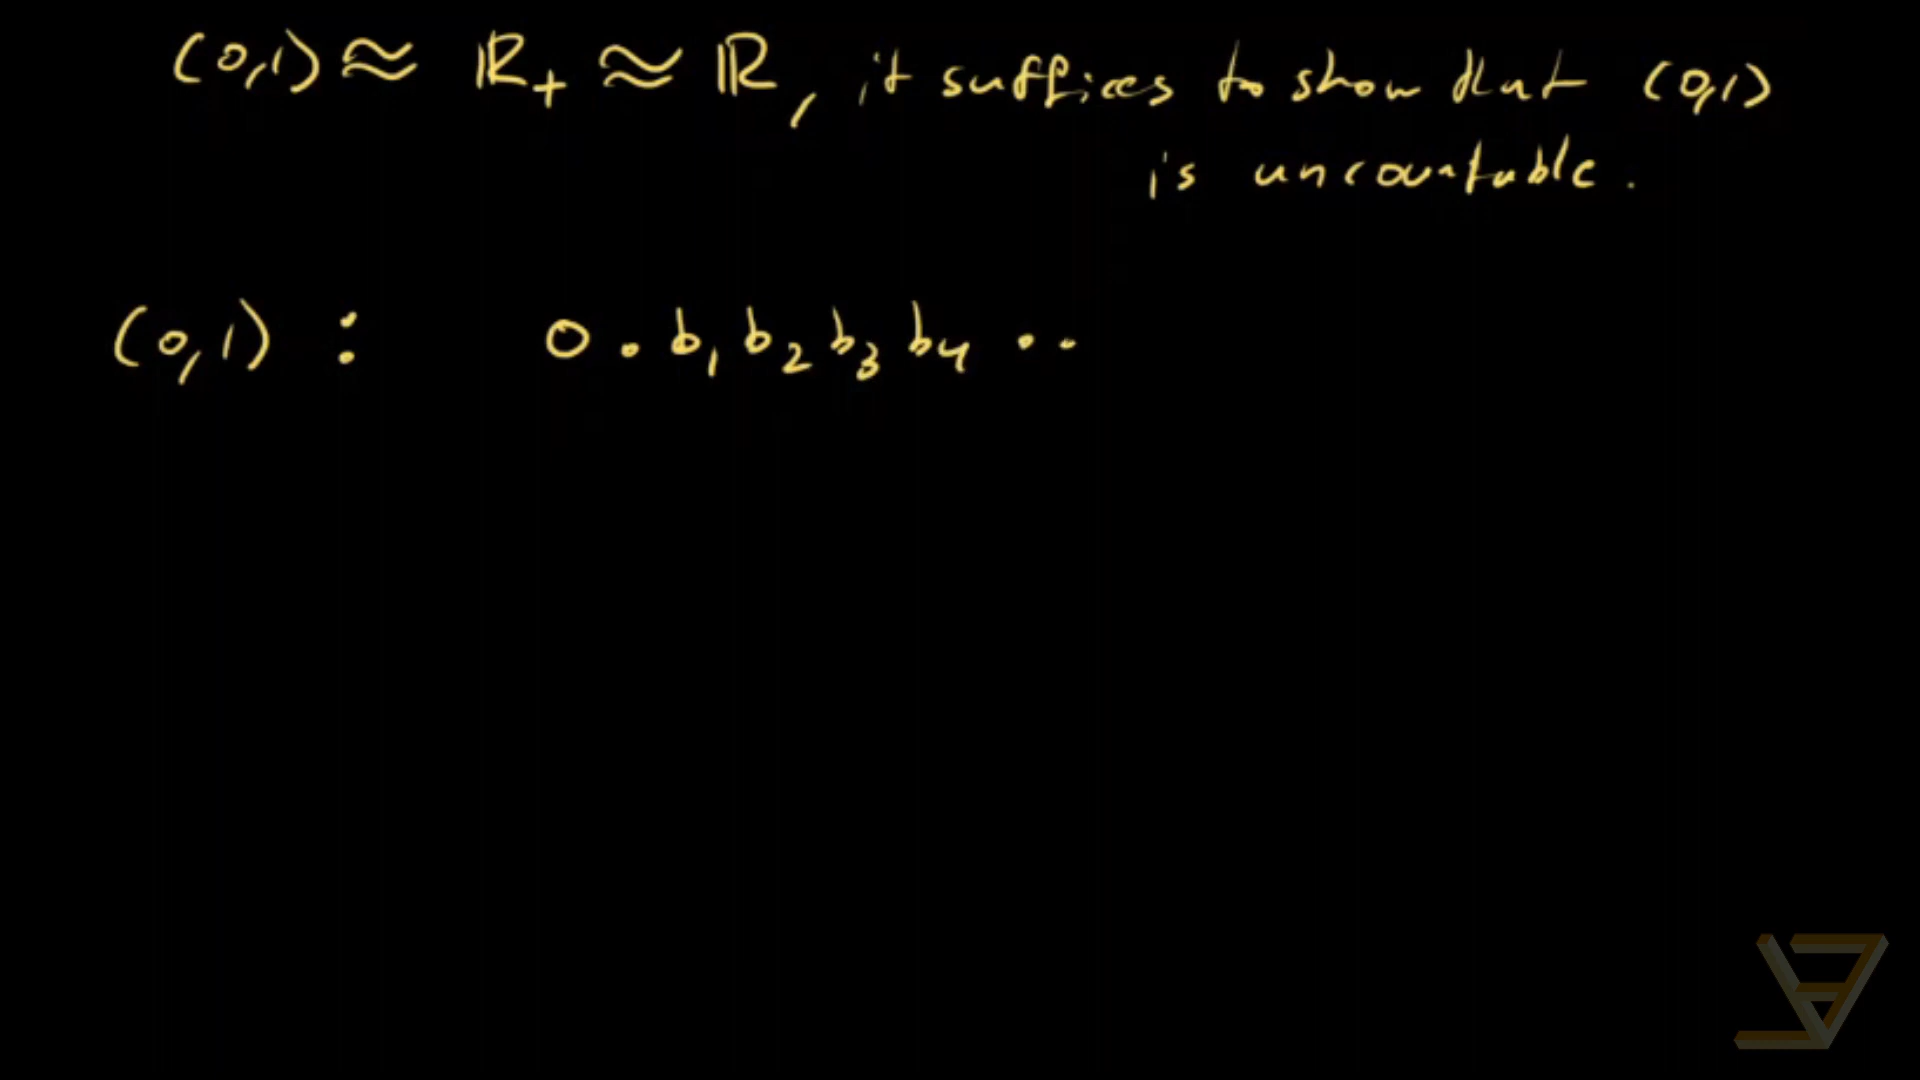 (0,1) ≈ ℝ₊ ≈ ℝ, it suffices to show that (0,1)
is uncountable.
(0,1) : 0.b₁b₂b₃b₄..